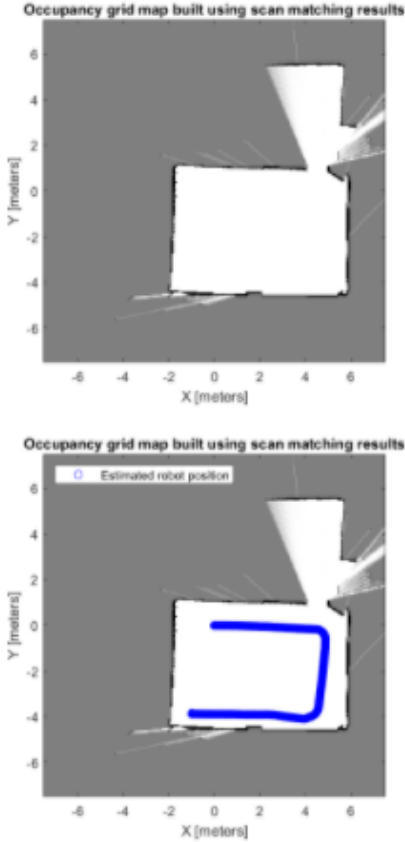 Occupancy grid map built using scan matching results
6
4
2
0
-2
-4
-6
Y [meters]
-6 -4 -2 0 2 4 6
X [meters]
Occupancy grid map built using scan matching results
Estimated robot position
6
4
2
0
-2
-4
-6
Y [meters]
-6 -4 -2 0 2 4 6
X [meters]